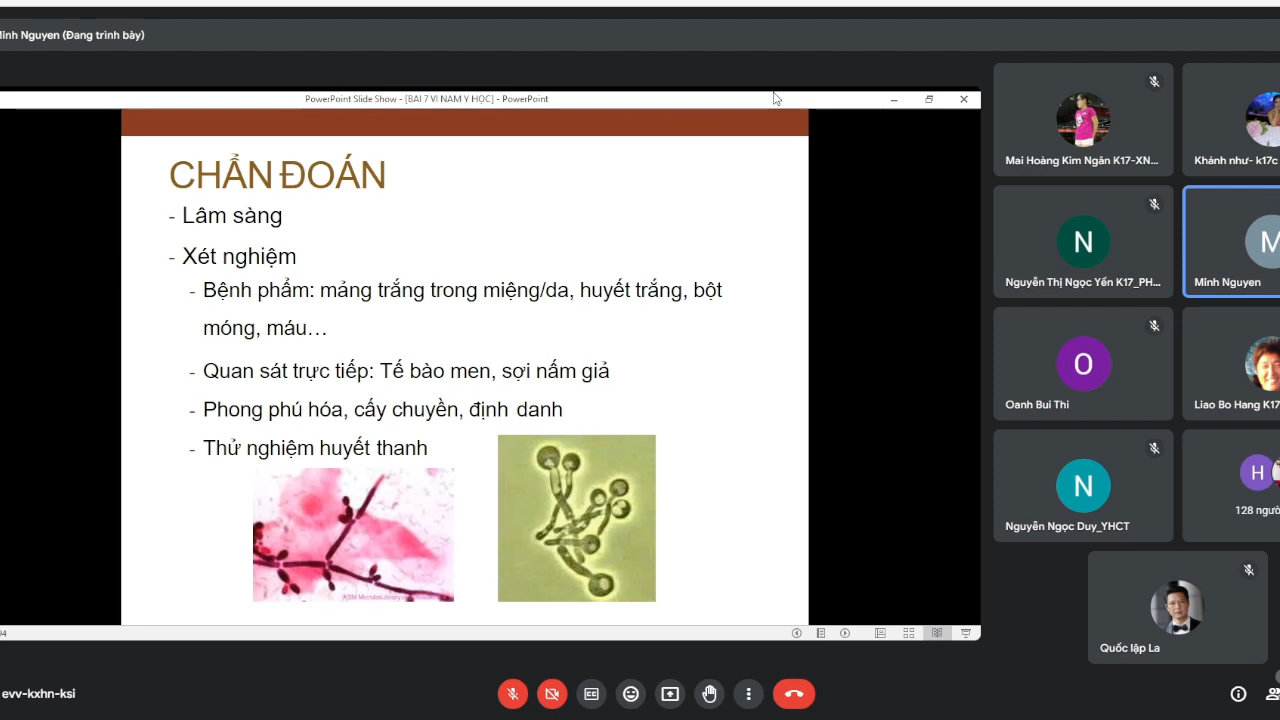 Minh Nguyen (Đang trình bày)
PowerPoint Slide Show - [BAI 7 VI NAM Y HỌC] - PowerPoint
CHẨN ĐOÁN
- Lâm sàng
- Xét nghiệm
- Bệnh phẩm: mảng trắng trong miệng/da, huyết trắng, bột
móng, máu…
- Quan sát trực tiếp: Tế bào men, sợi nấm giả
- Phong phú hóa, cấy chuyền, định danh
- Thử nghiệm huyết thanh
Mai Hoàng Kim Ngân K17-XN...
Khánh như- k17c
N
Nguyễn Thị Ngọc Yến K17_PH...
M
Minh Nguyen
O
Oanh Bui Thi
Liao Bo Hang K17
N
Nguyễn Ngọc Duy_YHCT
H
128 ngườ
Quốc lập La
94
evv-kxhn-ksi